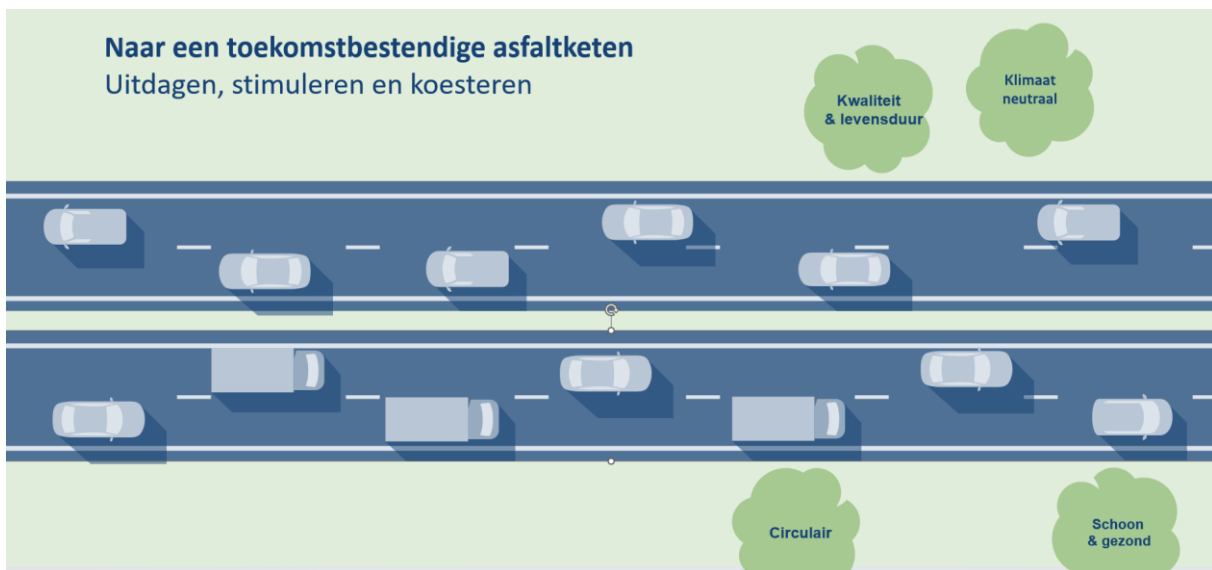 Naar een toekomstbestendige asfaltketen
Uitdagen, stimuleren en koesteren
Kwaliteit
& levensduur
Klimaat
neutraal
Circulair
Schoon
& gezond